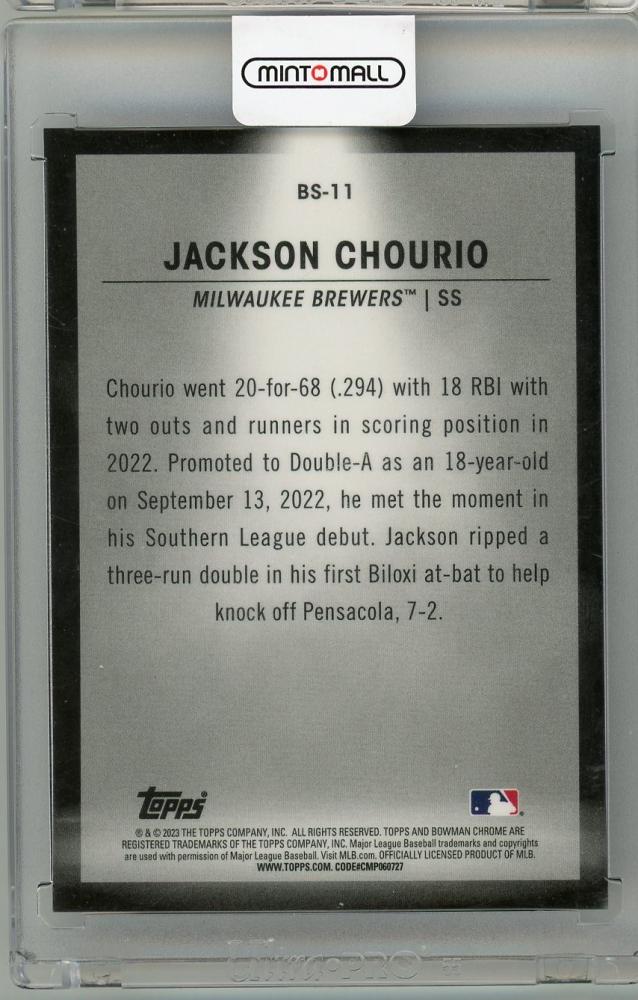 MINTOMALL
BS-11
JACKSON CHOURIO
MILWAUKEE BREWERS™ | SS
Chourio went 20-for-68 (.294) with 18 RBI with
two outs and runners in scoring position in
2022. Promoted to Double-A as an 18-year-old
on September 13, 2022, he met the moment in
his Southern League debut. Jackson ripped a
three-run double in his first Biloxi at-bat to help
knock off Pensacola, 7-2.
Topps®
® & © 2023 THE TOPPS COMPANY, INC. ALL RIGHTS RESERVED. TOPPS AND BOWMAN CHROME ARE
REGISTERED TRADEMARKS OF THE TOPPS COMPANY, INC. Major League Baseball trademarks and copyrights
are used with permission of Major League Baseball. Visit MLB.com. OFFICIALLY LICENSED PRODUCT OF MLB.
WWW.TOPPS.COM. CODE#CMP060727
Ultra•PRO